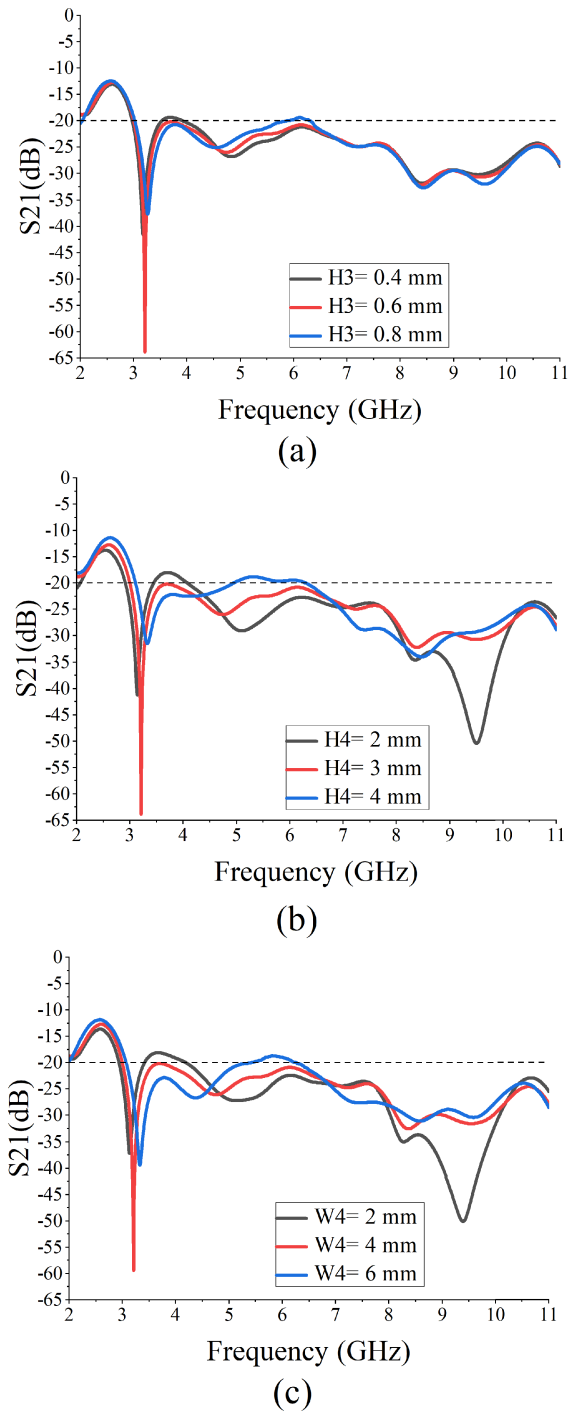 0
-5
-10
-15
-20
-25
-30
-35
-40
-45
-50
-55
-60
-65
S21(dB)
H3= 0.4 mm
H3= 0.6 mm
H3= 0.8 mm
2 3 4 5 6 7 8 9 10 11
Frequency (GHz)
(a)
0
-5
-10
-15
-20
-25
-30
-35
-40
-45
-50
-55
-60
-65
S21(dB)
H4= 2 mm
H4= 3 mm
H4= 4 mm
2 3 4 5 6 7 8 9 10 11
Frequency (GHz)
(b)
0
-5
-10
-15
-20
-25
-30
-35
-40
-45
-50
-55
-60
-65
S21(dB)
W4= 2 mm
W4= 4 mm
W4= 6 mm
2 3 4 5 6 7 8 9 10 11
Frequency (GHz)
(c)